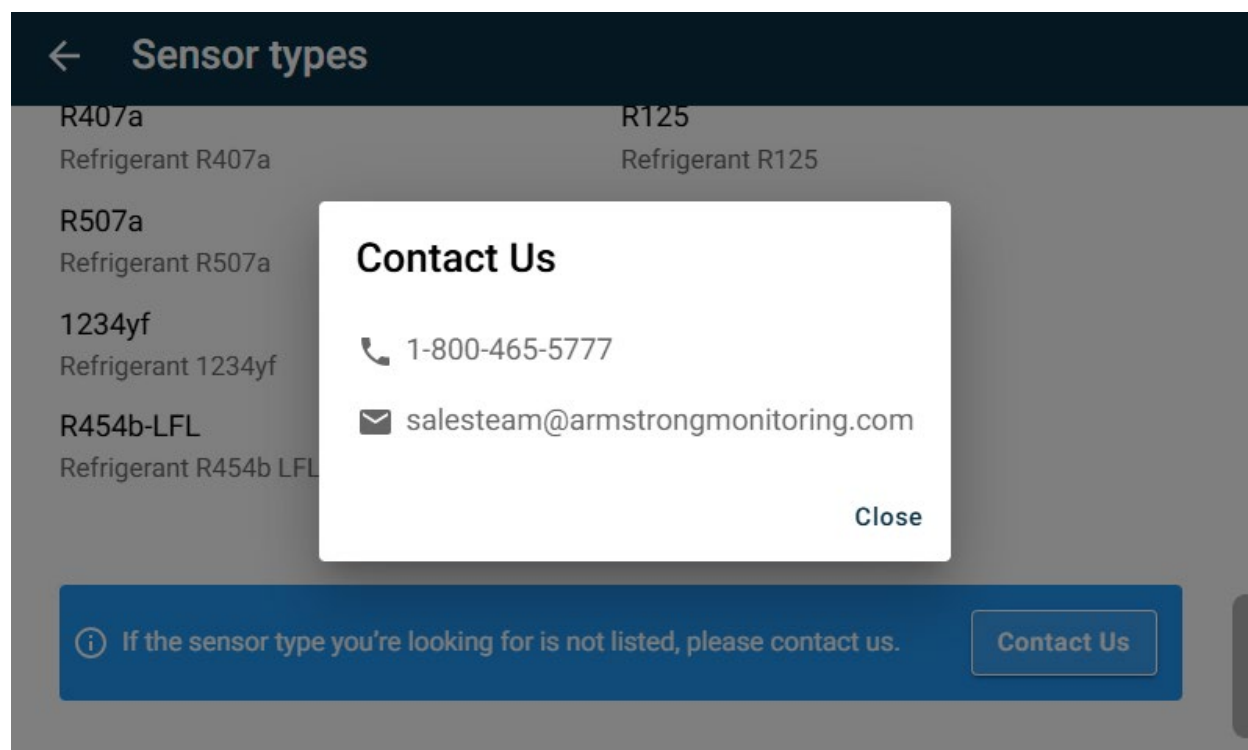 Sensor types
R407a
Refrigerant R407a
R125
Refrigerant R125
R507a
Refrigerant R507a
1234yf
Refrigerant 1234yf
R454b-LFL
Refrigerant R454b LFL
Contact Us
1-800-465-5777
salesteam@armstrongmonitoring.com
Close
If the sensor type you're looking for is not listed, please contact us.
Contact Us